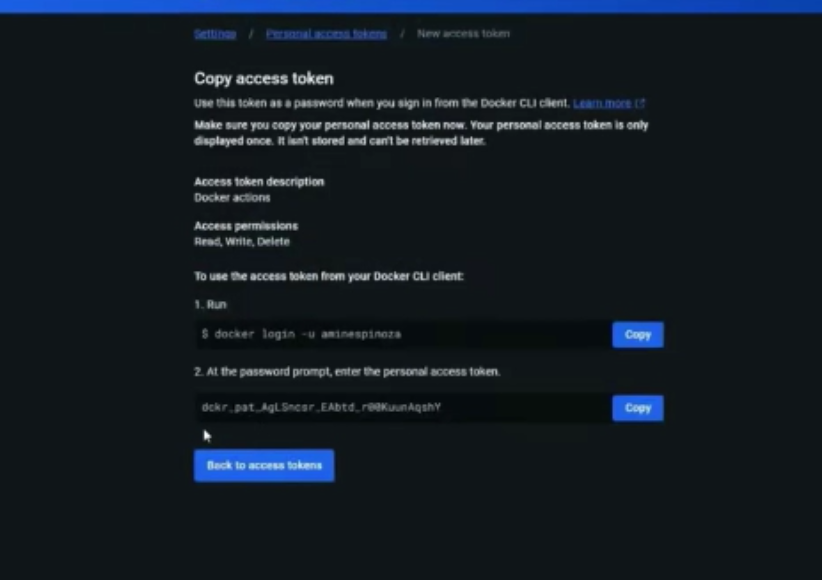 Settings / Personal access tokens / New access token
Copy access token
Use this token as a password when you sign in from the Docker CLI client. Learn more
Make sure you copy your personal access token now. Your personal access token is only
displayed once. It isn't stored and can't be retrieved later.
Access token description
Docker actions
Access permissions
Read, Write, Delete
To use the access token from your Docker CLI client:
1. Run
$ docker login -u aminespinoza
Copy
2. At the password prompt, enter the personal access token.
Copy
Back to access tokens